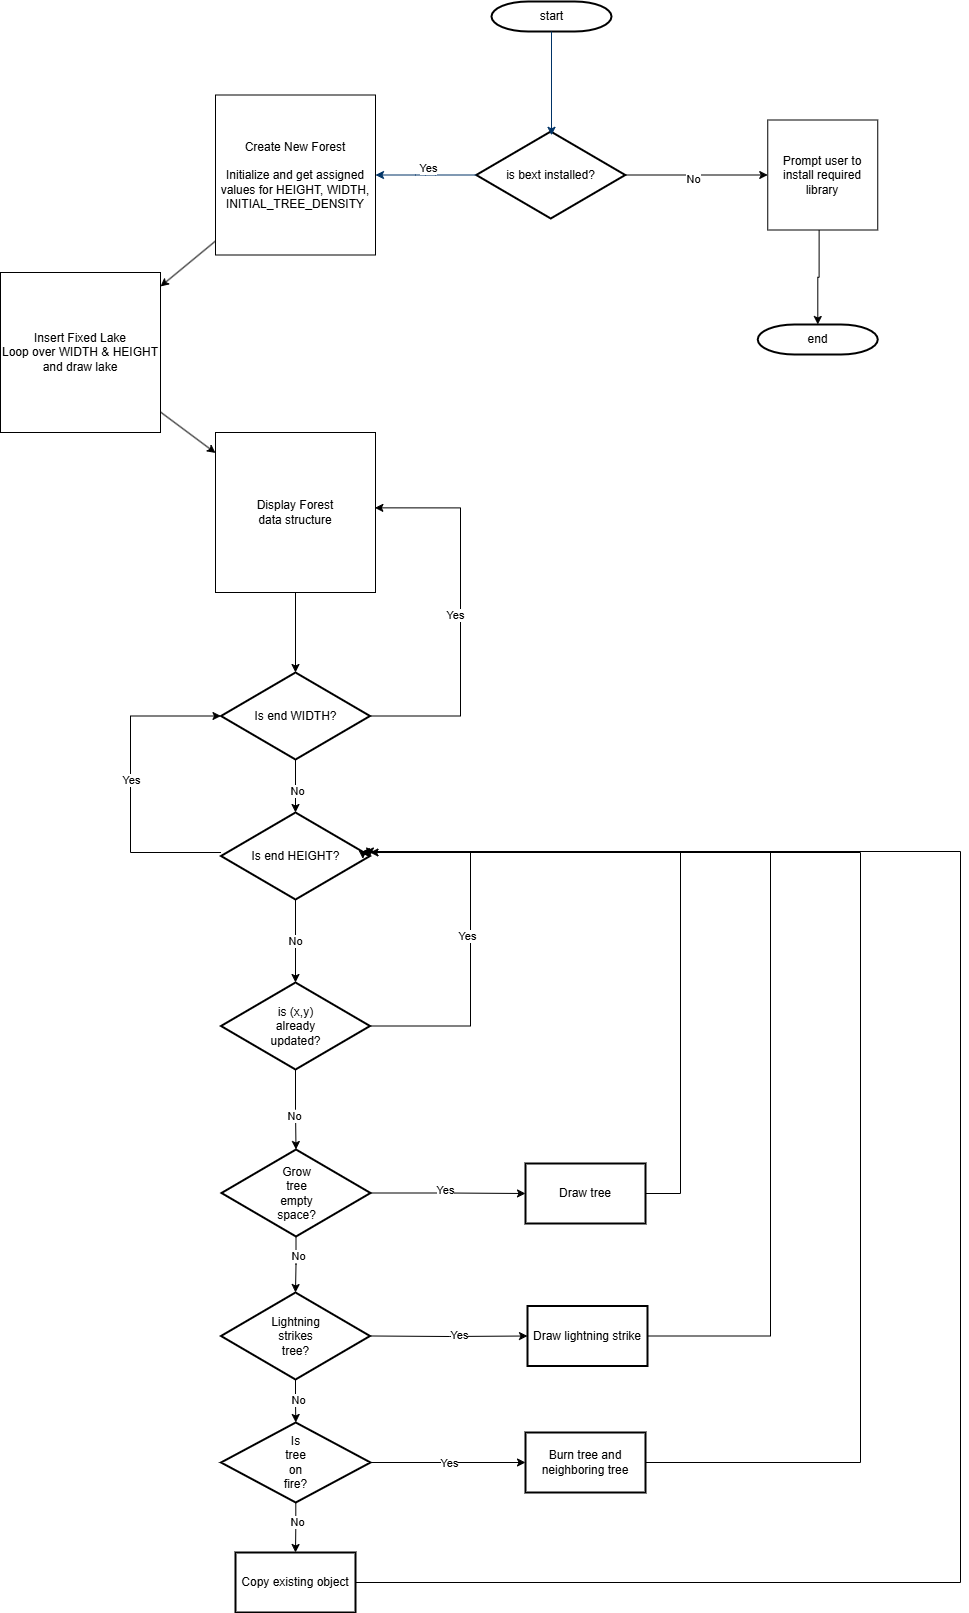 start
Create New Forest
Initialize and get assigned
values for HEIGHT, WIDTH,
INITIAL_TREE_DENSITY
Yes
is bext installed?
No
Prompt user to
install required
library
end
Insert Fixed Lake
Loop over WIDTH & HEIGHT
and draw lake
Display Forest
data structure
Yes
Is end WIDTH?
Yes
No
Is end HEIGHT?
No
Yes
is (x,y)
already
updated?
No
Grow
tree
empty
space?
Yes
Draw tree
No
Lightning
strikes
tree?
Yes
Draw lightning strike
No
Is
tree
on
fire?
Yes
Burn tree and
neighboring tree
No
Copy existing object